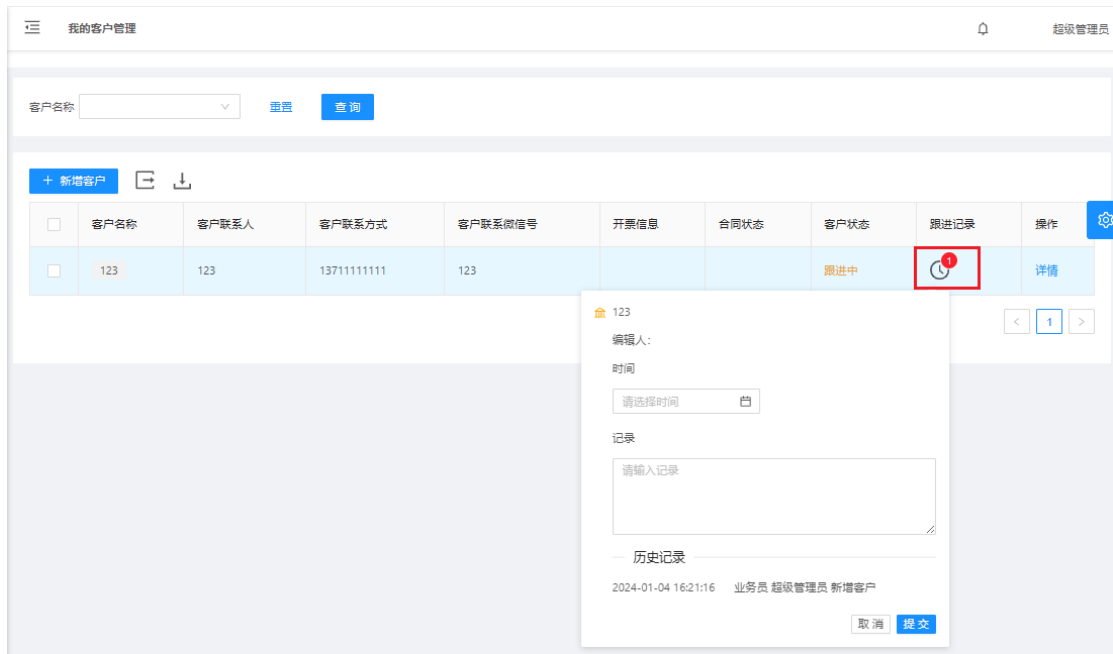 我的客户管理
超级管理员
客户名称 重置 查询
+ 新增客户
客户名称 客户联系人 客户联系方式 客户联系微信号 开票信息 合同状态 客户状态 跟进记录 操作
123 123 13711111111 123 跟进中 1 详情
< 1 >
123
编辑人:
时间
请选择时间
记录
请输入记录
历史记录
2024-01-04 16:21:16 业务员 超级管理员 新增客户
取消 提交